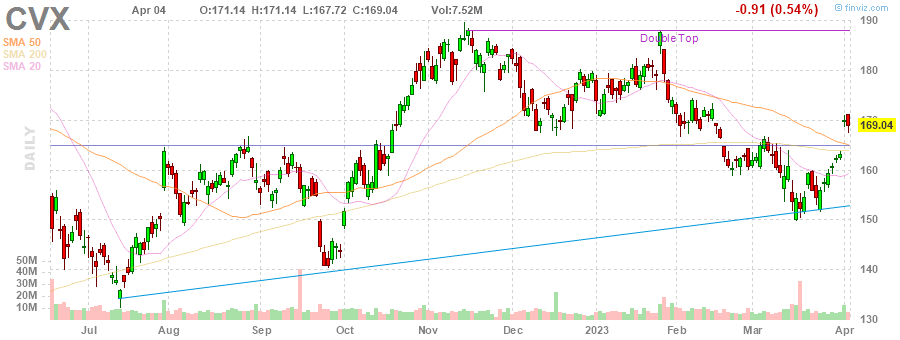 CVX Apr 04 O:171.14 H:171.14 L:167.72 C:169.04 Vol:7.52M -0.91 (0.54%) © finviz.com
SMA 50
SMA 200
SMA 20
DAILY
Double Top
190
180
170
169.04
160
150
140
130
50M
40M
30M
20M
10M
Jul Aug Sep Oct Nov Dec 2023 Feb Mar Apr